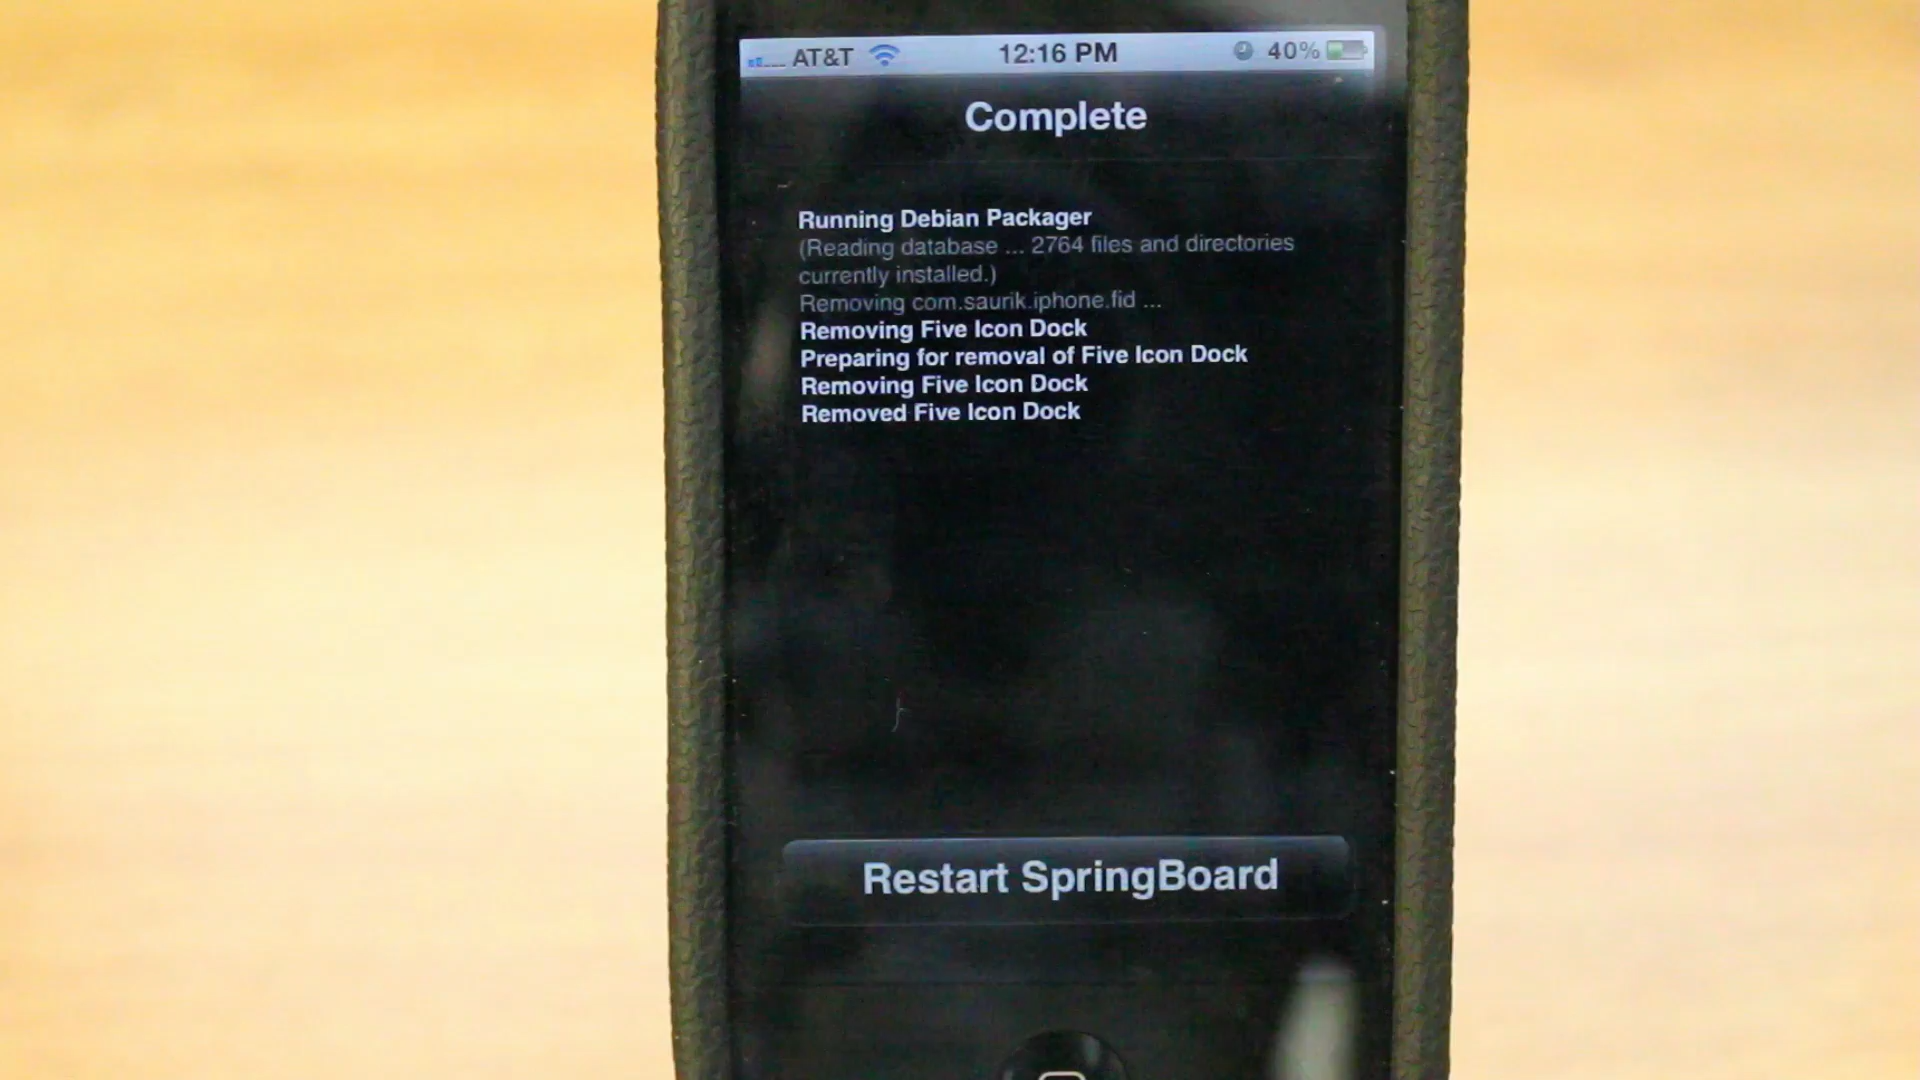 AT&T 12:16 PM 40%
Complete
Running Debian Packager
(Reading database ... 2764 files and directories
currently installed.)
Removing com.saurik.iphone.fid ...
Removing Five Icon Dock
Preparing for removal of Five Icon Dock
Removing Five Icon Dock
Removed Five Icon Dock
Restart SpringBoard